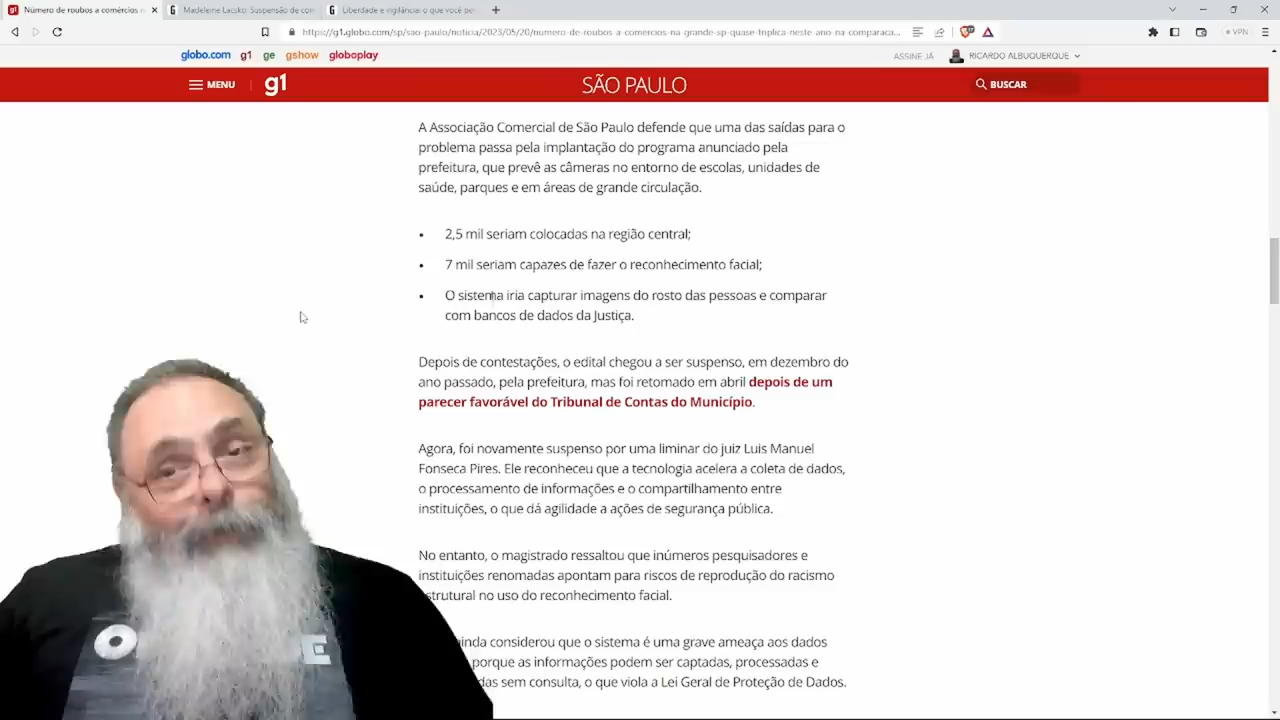 Número de roubos a comércios n
Madeleine Lacsko: Suspensão de con
Liberdade e vigilância: o que você pe
https://g1.globo.com/sp/sao-paulo/noticia/2023/05/20/numero-de-roubos-a-comercios-na-grande-sp-quase-triplica-neste-ano-na-comparaca...
VPN
globo.com g1 ge gshow globoplay
ASSINE JÁ
RICARDO ALBUQUERQUE
MENU
g1
SÃO PAULO
BUSCAR
A Associação Comercial de São Paulo defende que uma das saídas para o
problema passa pela implantação do programa anunciado pela
prefeitura, que prevê as câmeras no entorno de escolas, unidades de
saúde, parques e em áreas de grande circulação.
• 2,5 mil seriam colocadas na região central;
• 7 mil seriam capazes de fazer o reconhecimento facial;
• O sistema iria capturar imagens do rosto das pessoas e comparar
com bancos de dados da Justiça.
Depois de contestações, o edital chegou a ser suspenso, em dezembro do
ano passado, pela prefeitura, mas foi retomado em abril depois de um
parecer favorável do Tribunal de Contas do Município.
Agora, foi novamente suspenso por uma liminar do juiz Luis Manuel
Fonseca Pires. Ele reconheceu que a tecnologia acelera a coleta de dados,
o processamento de informações e o compartilhamento entre
instituições, o que dá agilidade a ações de segurança pública.
No entanto, o magistrado ressaltou que inúmeros pesquisadores e
instituições renomadas apontam para riscos de reprodução do racismo
strutural no uso do reconhecimento facial.
ainda considerou que o sistema é uma grave ameaça aos dados
porque as informações podem ser captadas, processadas e
das sem consulta, o que viola a Lei Geral de Proteção de Dados.
O
E